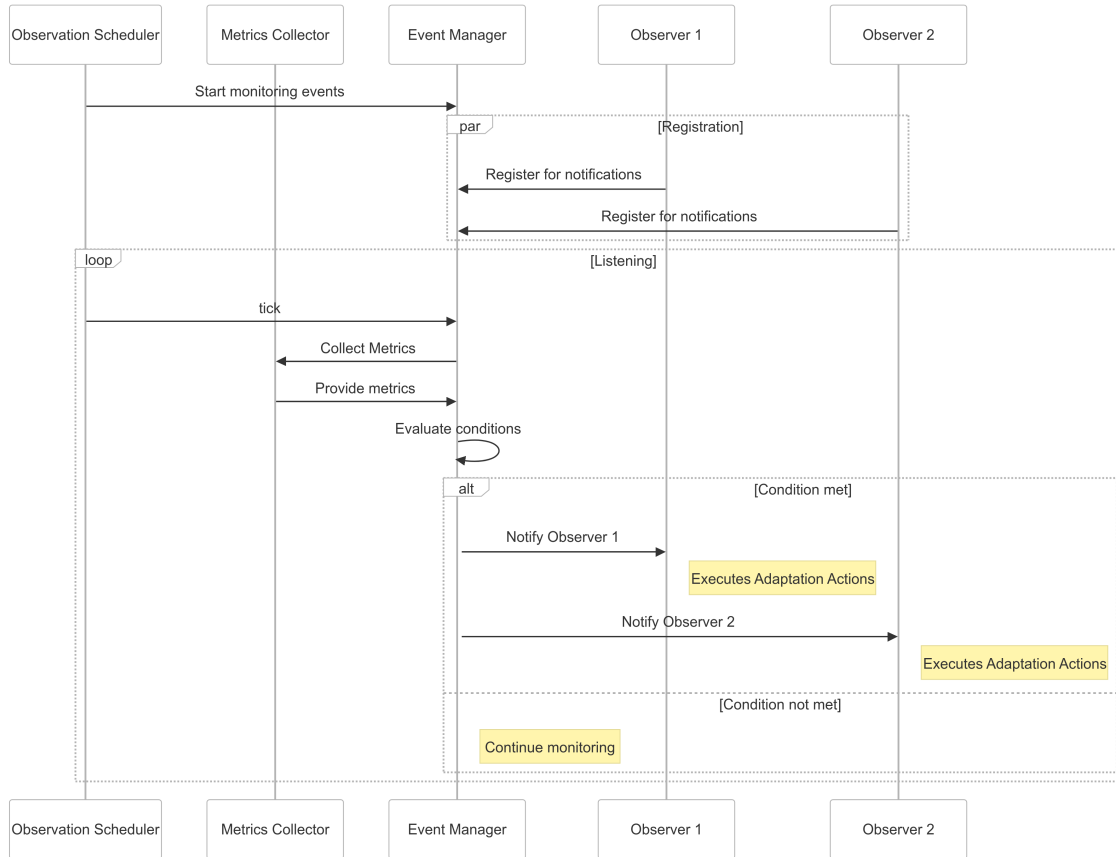 Observation Scheduler
Metrics Collector
Event Manager
Observer 1
Observer 2
Start monitoring events
par
[Registration]
Register for notifications
Register for notifications
loop
[Listening]
tick
Collect Metrics
Provide metrics
Evaluate conditions
alt
[Condition met]
Notify Observer 1
Executes Adaptation Actions
Notify Observer 2
Executes Adaptation Actions
[Condition not met]
Continue monitoring
Observation Scheduler
Metrics Collector
Event Manager
Observer 1
Observer 2